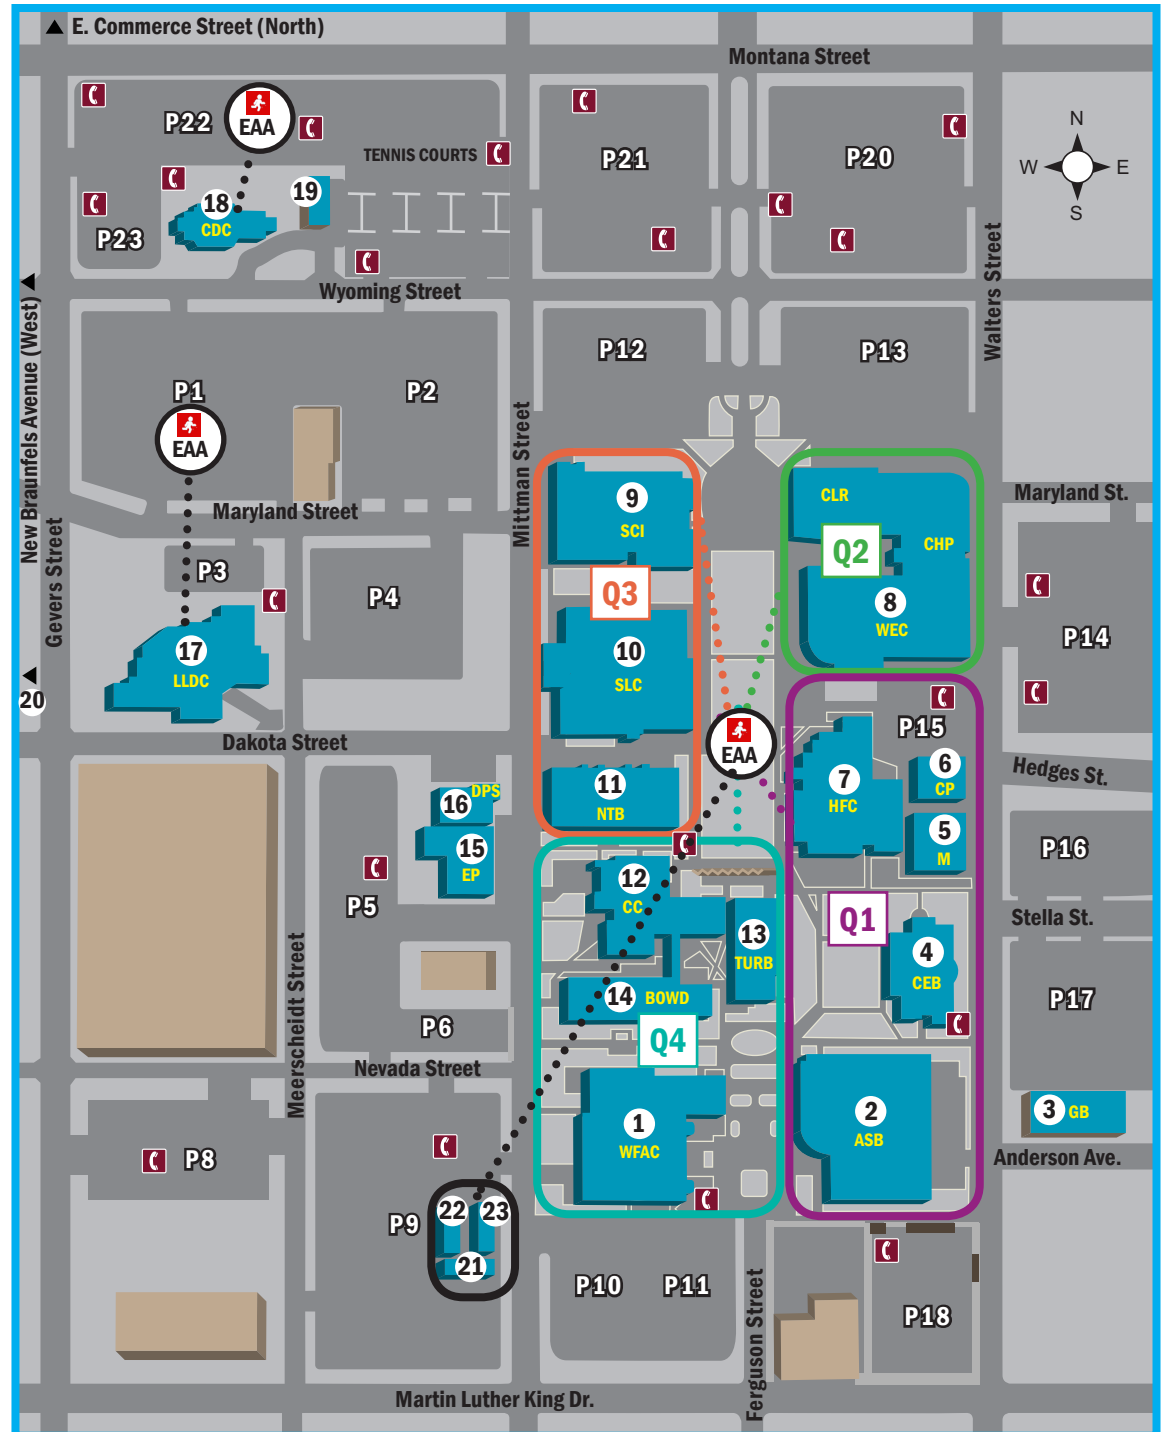 E. Commerce Street (North)
Montana Street
P22
EAA
TENNIS COURTS
P21
P20
N
W
E
S
18
CDC
19
P23
Wyoming Street
Walters Street
New Braunfels Avenue (West)
P12
P13
P1
EAA
P2
Mittman Street
Maryland Street
Maryland St.
9
SCI
CLR
CHP
Q2
Q3
8
WEC
Gevers Street
P3
P4
P14
17
LLDC
10
SLC
20
P15
Dakota Street
EAA
Hedges St.
7
HFC
6
CP
11
NTB
16
DPS
15
EP
5
M
P16
12
CC
P5
Q1
Stella St.
13
TURB
4
CEB
14
BOWD
P17
P6
Q4
Meerscheidt Street
Nevada Street
1
WFAC
2
ASB
3
GB
Anderson Ave.
P8
P9
22
23
21
P10
P11
P18
Ferguson Street
Martin Luther King Dr.